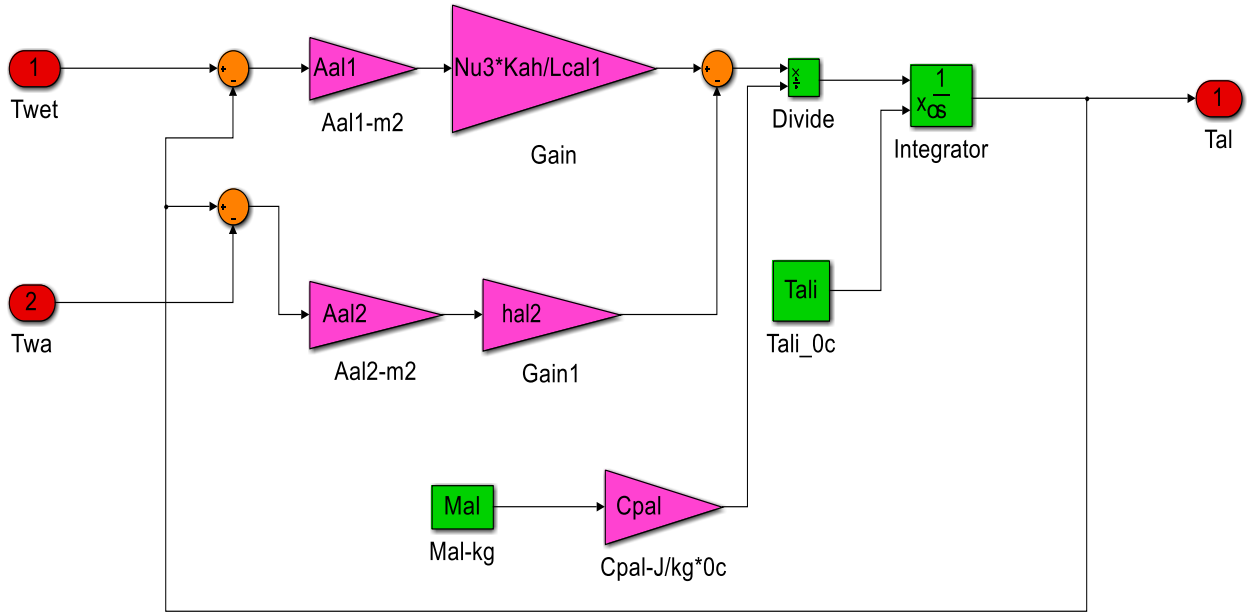 1
Twet
+
-
Aal1
Aal1-m2
Nu3*Kah/Lcal1
Gain
+
-
×
÷
Divide
1
s
xo
Integrator
1
Tal
+
-
2
Twa
Aal2
Aal2-m2
hal2
Gain1
Tali
Tali_0c
Mal
Mal-kg
Cpal
Cpal-J/kg*0c